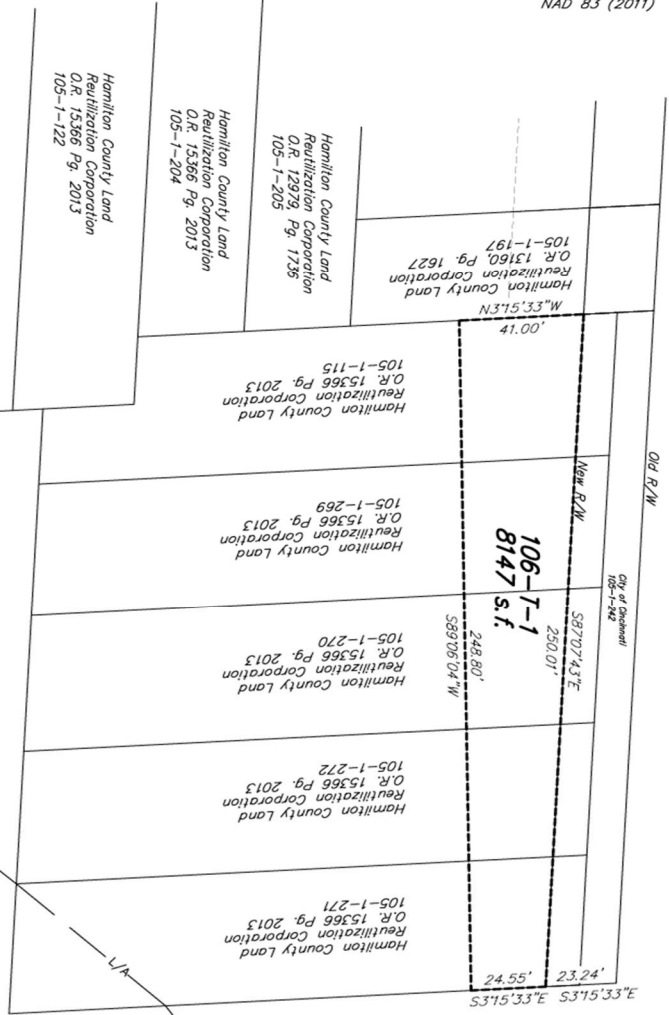 NAD 83 (2011)
Hamilton County Land
Reutilization Corporation
O.R. 15366 Pg. 2013
105-1-122
Hamilton County Land
Reutilization Corporation
O.R. 15366 Pg. 2013
105-1-204
Hamilton County Land
Reutilization Corporation
O.R. 12979, Pg. 1736
105-1-205
Hamilton County Land
Reutilization Corporation
O.R. 13160, Pg. 1627
105-1-197
N3°15'33"W
41.00'
Hamilton County Land
Reutilization Corporation
O.R. 15366 Pg. 2013
105-1-115
Old R/W
New R/W
Hamilton County Land
Reutilization Corporation
O.R. 15366 Pg. 2013
105-1-269
106-T-1
8147 s.f.
City of Cincinnati
105-1-242
S87°07'43"E
250.01'
248.80'
S89°06'04"W
Hamilton County Land
Reutilization Corporation
O.R. 15366 Pg. 2013
105-1-270
Hamilton County Land
Reutilization Corporation
O.R. 15366 Pg. 2013
105-1-272
Hamilton County Land
Reutilization Corporation
O.R. 15366 Pg. 2013
105-1-271
L/A
24.55'
S3°15'33"E
23.24'
S3°15'33"E